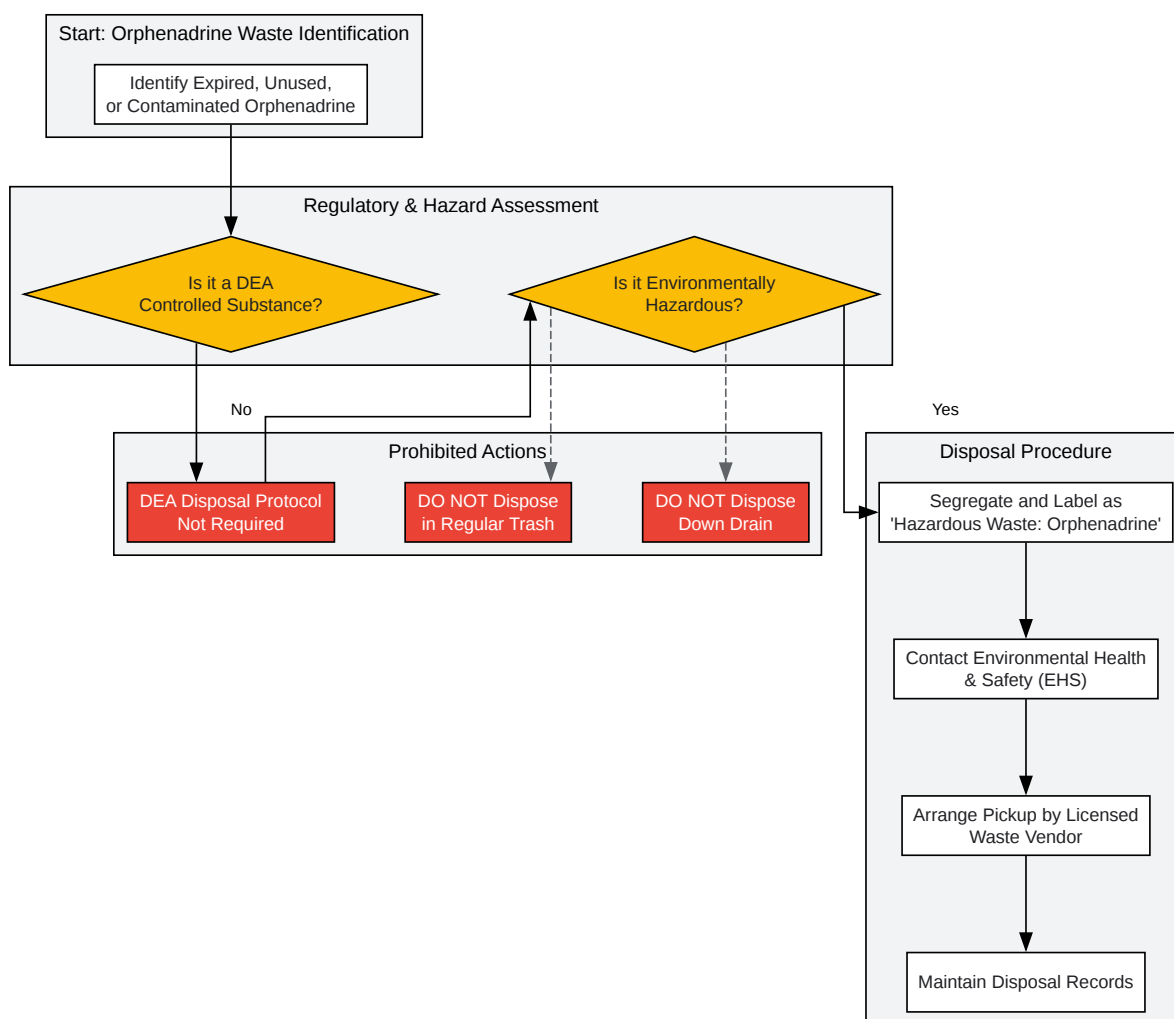 Start: Orphenadrine Waste Identification
Identify Expired, Unused,
or Contaminated Orphenadrine
Regulatory & Hazard Assessment
Is it a DEA
Controlled Substance?
Is it Environmentally
Hazardous?
No
Yes
Prohibited Actions
DEA Disposal Protocol
Not Required
DO NOT Dispose
in Regular Trash
DO NOT Dispose
Down Drain
Disposal Procedure
Segregate and Label as
'Hazardous Waste: Orphenadrine'
Contact Environmental Health
& Safety (EHS)
Arrange Pickup by Licensed
Waste Vendor
Maintain Disposal Records